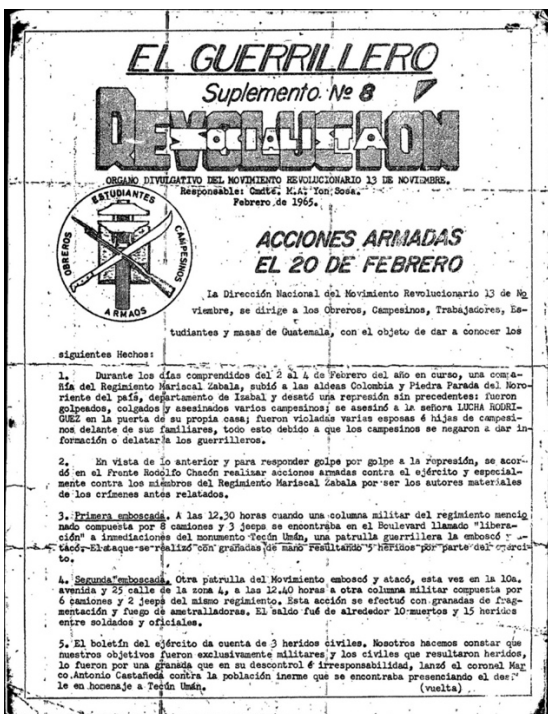 EL GUERRILLERO
Suplemento. Nº 8
REVOLUCIÓN
SOCIALISTA
ORGANO DIVULGATIVO DEL MOVIMIENTO REVOLUCIONARIO 13 DE NOVIEMBRE.
Responsable: Cmdte. M.A. Yon Sosa.
Febrero de 1965.
ESTUDIANTES
OBREROS
CAMPESINOS
ARMAOS
ACCIONES ARMADAS
EL 20 DE FEBRERO
La Dirección Nacional del Movimiento Revolucionario 13 de No
viembre, se dirige a los Obreros, Campesinos, Trabajadores, Es-
tudiantes y masas de Guatemala, con el objeto de dar a conocer los
siguientes Hechos:
1. Durante los días comprendidos del 2 al 4 de Febrero del año en curso, una compa-
ñía del Regimiento Mariscal Zabala, subió a las aldeas Colombia y Piedra Parada del Noro-
riente del país, departamento de Izabal y desató una represión sin precedentes: fueron
golpeados, colgados y asesinados varios campesinos; se asesinó a la señora LUCHA RODRI-
GUEZ en la puerta de su propia casa; fueron violadas varias esposas é hijas de campesi-
nos delante de sus familiares, todo esto debido a que los campesinos se negaron a dar in-
formación o delatar a los guerrilleros.
2. En vista de lo anterior y para responder golpe por golpe a la represión, se acor-
dó en el Frente Rodolfo Chacón realizar acciones armadas contra el ejército y especial-
mente contra los miembros del Regimiento Mariscal Zabala por ser los autores materiales
de los crímenes antes relatados.
3. Primera emboscada. A las 12.30 horas cuando una columna militar del regimiento mencio
nado compuesta por 8 camiones y 3 jeeps se encontraba en el Boulevard llamado "libera-
ción" a inmediaciones del monumento Tecún Umán, una patrulla guerrillera la emboscó y a
tacó. El ataque se realizó con granadas de mano resultando 5 heridos por parte del ejérci-
to.
4. Segunda emboscada. Otra patrulla del Movimiento emboscó y atacó, esta vez en la 10a.
avenida y 25 calle de la zona 4, a las 12.40 horas a otra columna militar compuesta por
6 camiones y 2 jeeps del mismo regimiento. Esta acción se efectuó con granadas de frag-
mentación y fuego de ametralladoras. El saldo fué de alrededor 10 muertos y 15 heridos
entre soldados y oficiales.
5. El boletín del ejército da cuenta de 3 heridos civiles. Nosotros hacemos constar que
nuestros objetivos fueron exclusivamente militares y los civiles que resultaron heridos,
lo fueron por una granada que en su descontrol é irresponsabilidad, lanzó el coronel Mar
co Antonio Castañeda contra la población inerme que se encontraba presenciando el desfi
le en homenaje a Tecún Umán. (vuelta)